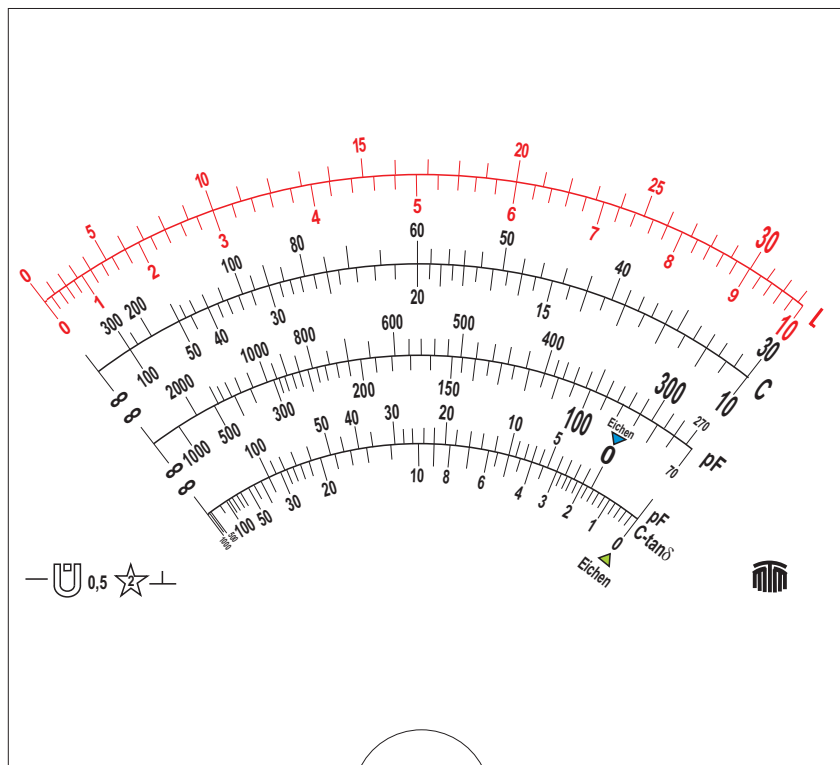 0 5 10 15 20 25 30
0 1 2 3 4 5 6 7 8 9 10 L
300 200 100 80 60 50 40 30
∞ 100 50 40 30 20 15 10 C
2000 1000 800 600 500 400 300 270
∞ 1000 500 300 200 150 100 70 pF
100 50 40 30 20 10 5 0 pF
Eichen
∞ 1000 500 100 50 30 20 10 8 6 4 3 2 1 0 C-tanδ
Eichen
0,5 2
MTM